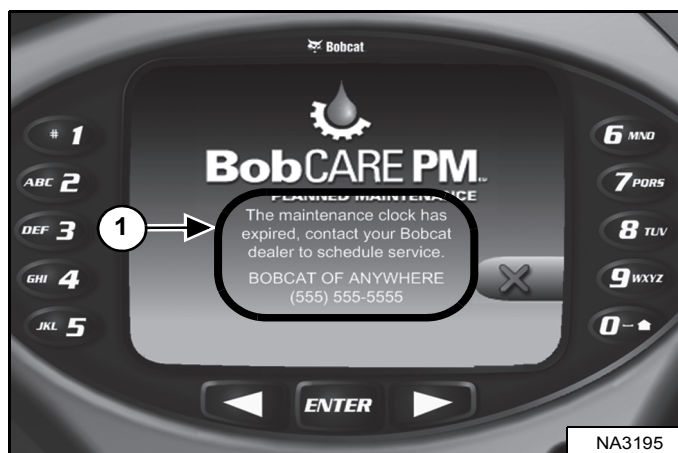 Bobcat
BobCARE PM
PLANNED MAINTENANCE
The maintenance clock has
expired, contact your Bobcat
dealer to schedule service.
BOBCAT OF ANYWHERE
(555) 555-5555
1
# 1
ABC 2
DEF 3
GHI 4
JKL 5
6 MNO
7 PQRS
8 TUV
9 WXYZ
0-
ENTER
NA3195